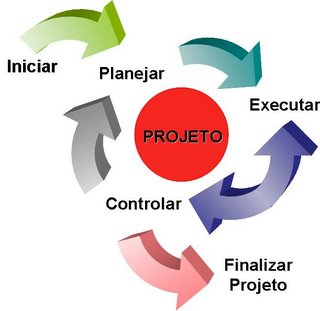 Iniciar
Planejar
Executar
PROJETO
Controlar
Finalizar
Projeto